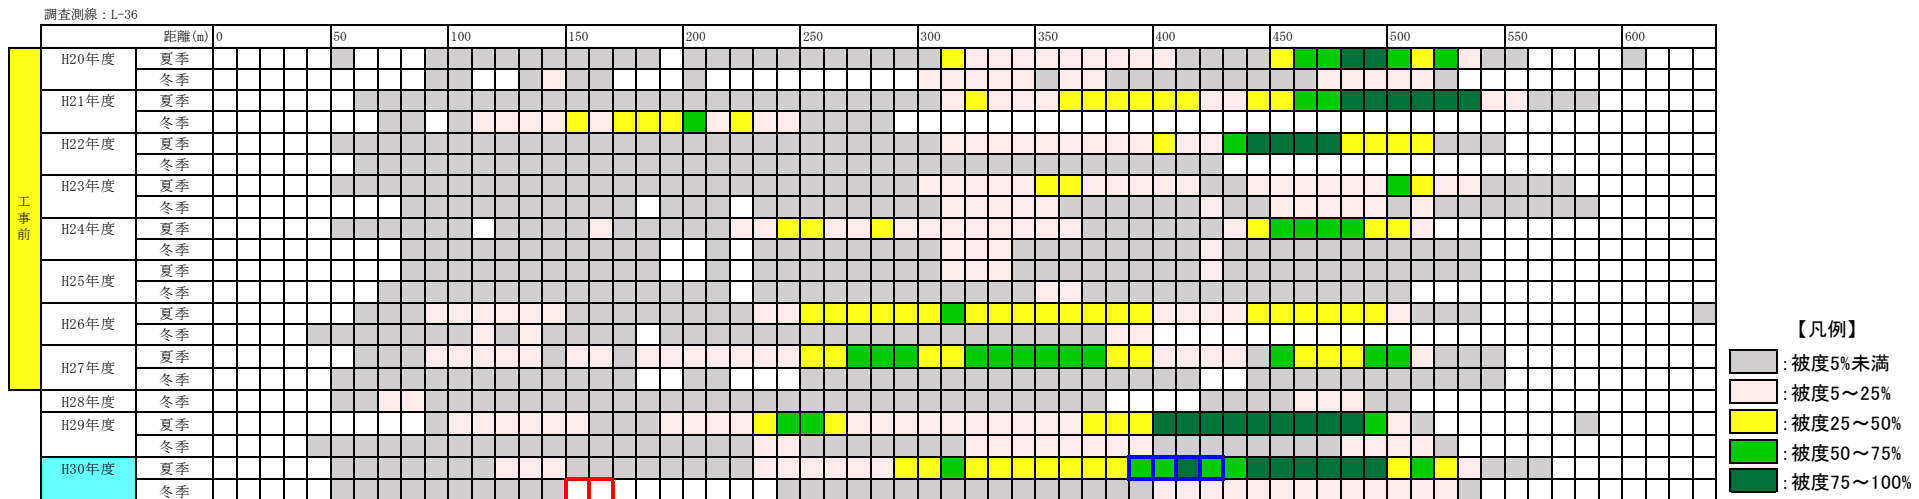 調査測線：L-36
距離(m) 0 50 100 150 200 250 300 350 400 450 500 550 600
工事前
H20年度 夏季
冬季
H21年度 夏季
冬季
H22年度 夏季
冬季
H23年度 夏季
冬季
H24年度 夏季
冬季
H25年度 夏季
冬季
H26年度 夏季
冬季
H27年度 夏季
冬季
H28年度 冬季
H29年度 夏季
冬季
H30年度 夏季
冬季
【凡例】
：被度5%未満
：被度5～25%
：被度25～50%
：被度50～75%
：被度75～100%